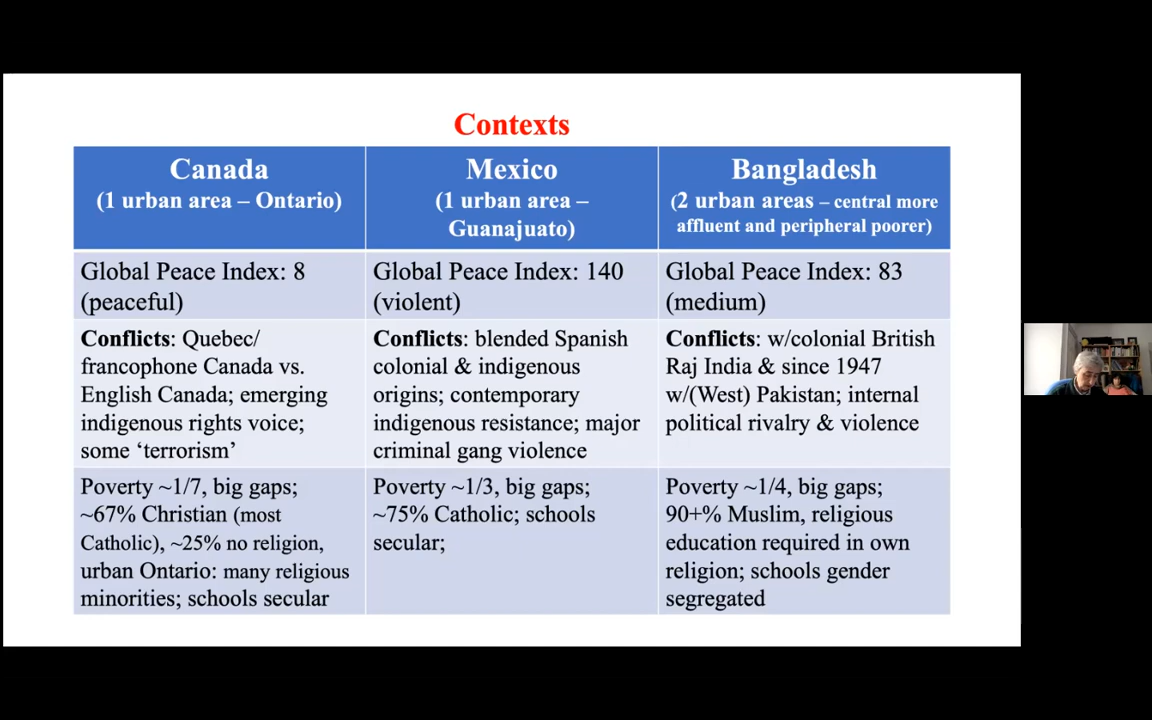 Contexts
Canada
(1 urban area – Ontario)
Mexico
(1 urban area –
Guanajuato)
Bangladesh
(2 urban areas – central more
affluent and peripheral poorer)
Global Peace Index: 8
(peaceful)
Global Peace Index: 140
(violent)
Global Peace Index: 83
(medium)
Conflicts: Quebec/
francophone Canada vs.
English Canada; emerging
indigenous rights voice;
some ‘terrorism’
Conflicts: blended Spanish
colonial & indigenous
origins; contemporary
indigenous resistance; major
criminal gang violence
Conflicts: w/colonial British
Raj India & since 1947
w/(West) Pakistan; internal
political rivalry & violence
Poverty ~1/7, big gaps;
~67% Christian (most
Catholic), ~25% no religion,
urban Ontario: many religious
minorities; schools secular
Poverty ~1/3, big gaps;
~75% Catholic; schools
secular;
Poverty ~1/4, big gaps;
90+% Muslim, religious
education required in own
religion; schools gender
segregated